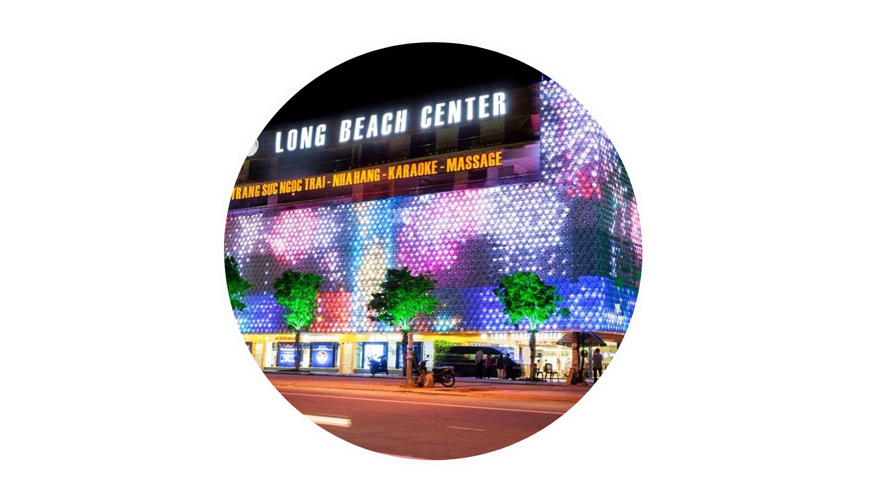 LONG BEACH CENTER
TRANG SỨC NGỌC TRAI - NHÀ HÀNG - KARAOKE - MASSAGE